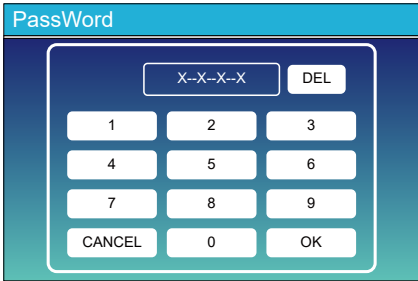 PassWord
X--X--X--X DEL
1 2 3
4 5 6
7 8 9
CANCEL 0 OK